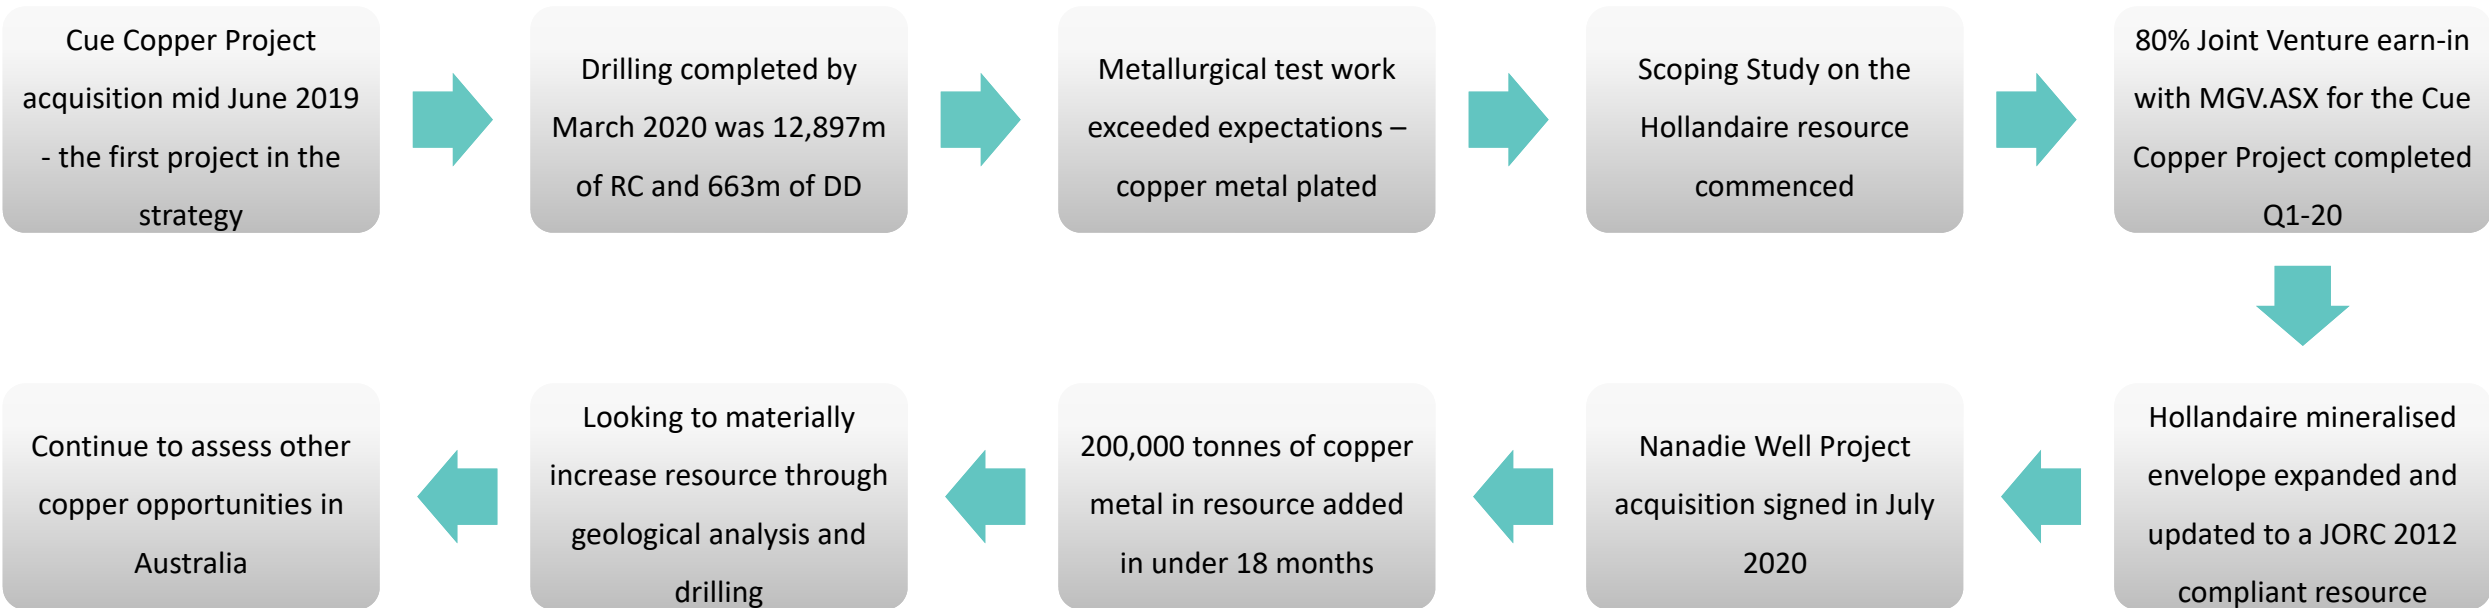 Cue Copper Project
acquisition mid June 2019
- the first project in the
strategy
Drilling completed by
March 2020 was 12,897m
of RC and 663m of DD
Metallurgical test work
exceeded expectations –
copper metal plated
Scoping Study on the
Hollandaire resource
commenced
80% Joint Venture earn-in
with MGV.ASX for the Cue
Copper Project completed
Q1-20
Hollandaire mineralised
envelope expanded and
updated to a JORC 2012
compliant resource
Nanadie Well Project
acquisition signed in July
2020
200,000 tonnes of copper
metal in resource added
in under 18 months
Looking to materially
increase resource through
geological analysis and
drilling
Continue to assess other
copper opportunities in
Australia